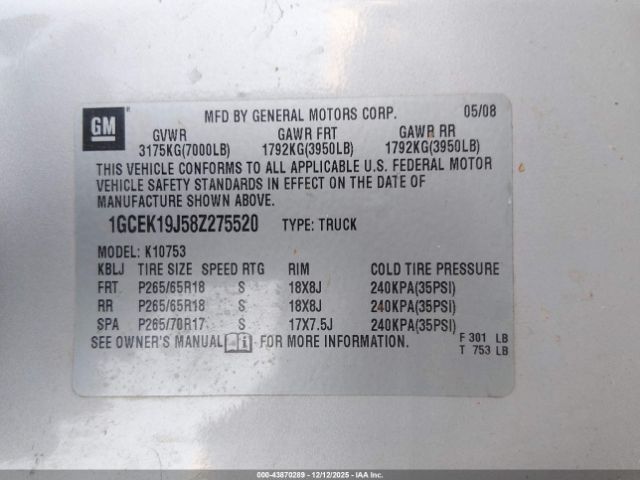 GM
MFD BY GENERAL MOTORS CORP. 05/08
GVWR GAWR FRT GAWR RR
3175KG(7000LB) 1792KG(3950LB) 1792KG(3950LB)
THIS VEHICLE CONFORMS TO ALL APPLICABLE U.S. FEDERAL MOTOR
VEHICLE SAFETY STANDARDS IN EFFECT ON THE DATE OF
MANUFACTURE SHOWN ABOVE.
1GCEK19J58Z275520 TYPE: TRUCK
MODEL: K10753
KBLJ TIRE SIZE SPEED RTG RIM COLD TIRE PRESSURE
FRT P265/65R18 S 18X8J 240KPA(35PSI)
RR P265/65R18 S 18X8J 240KPA(35PSI)
SPA P265/70R17 S 17X7.5J 240KPA(35PSI)
SEE OWNER'S MANUAL FOR MORE INFORMATION.
F 301 LB
T 753 LB
000-43870289 - 12/12/2025 - IAA Inc.